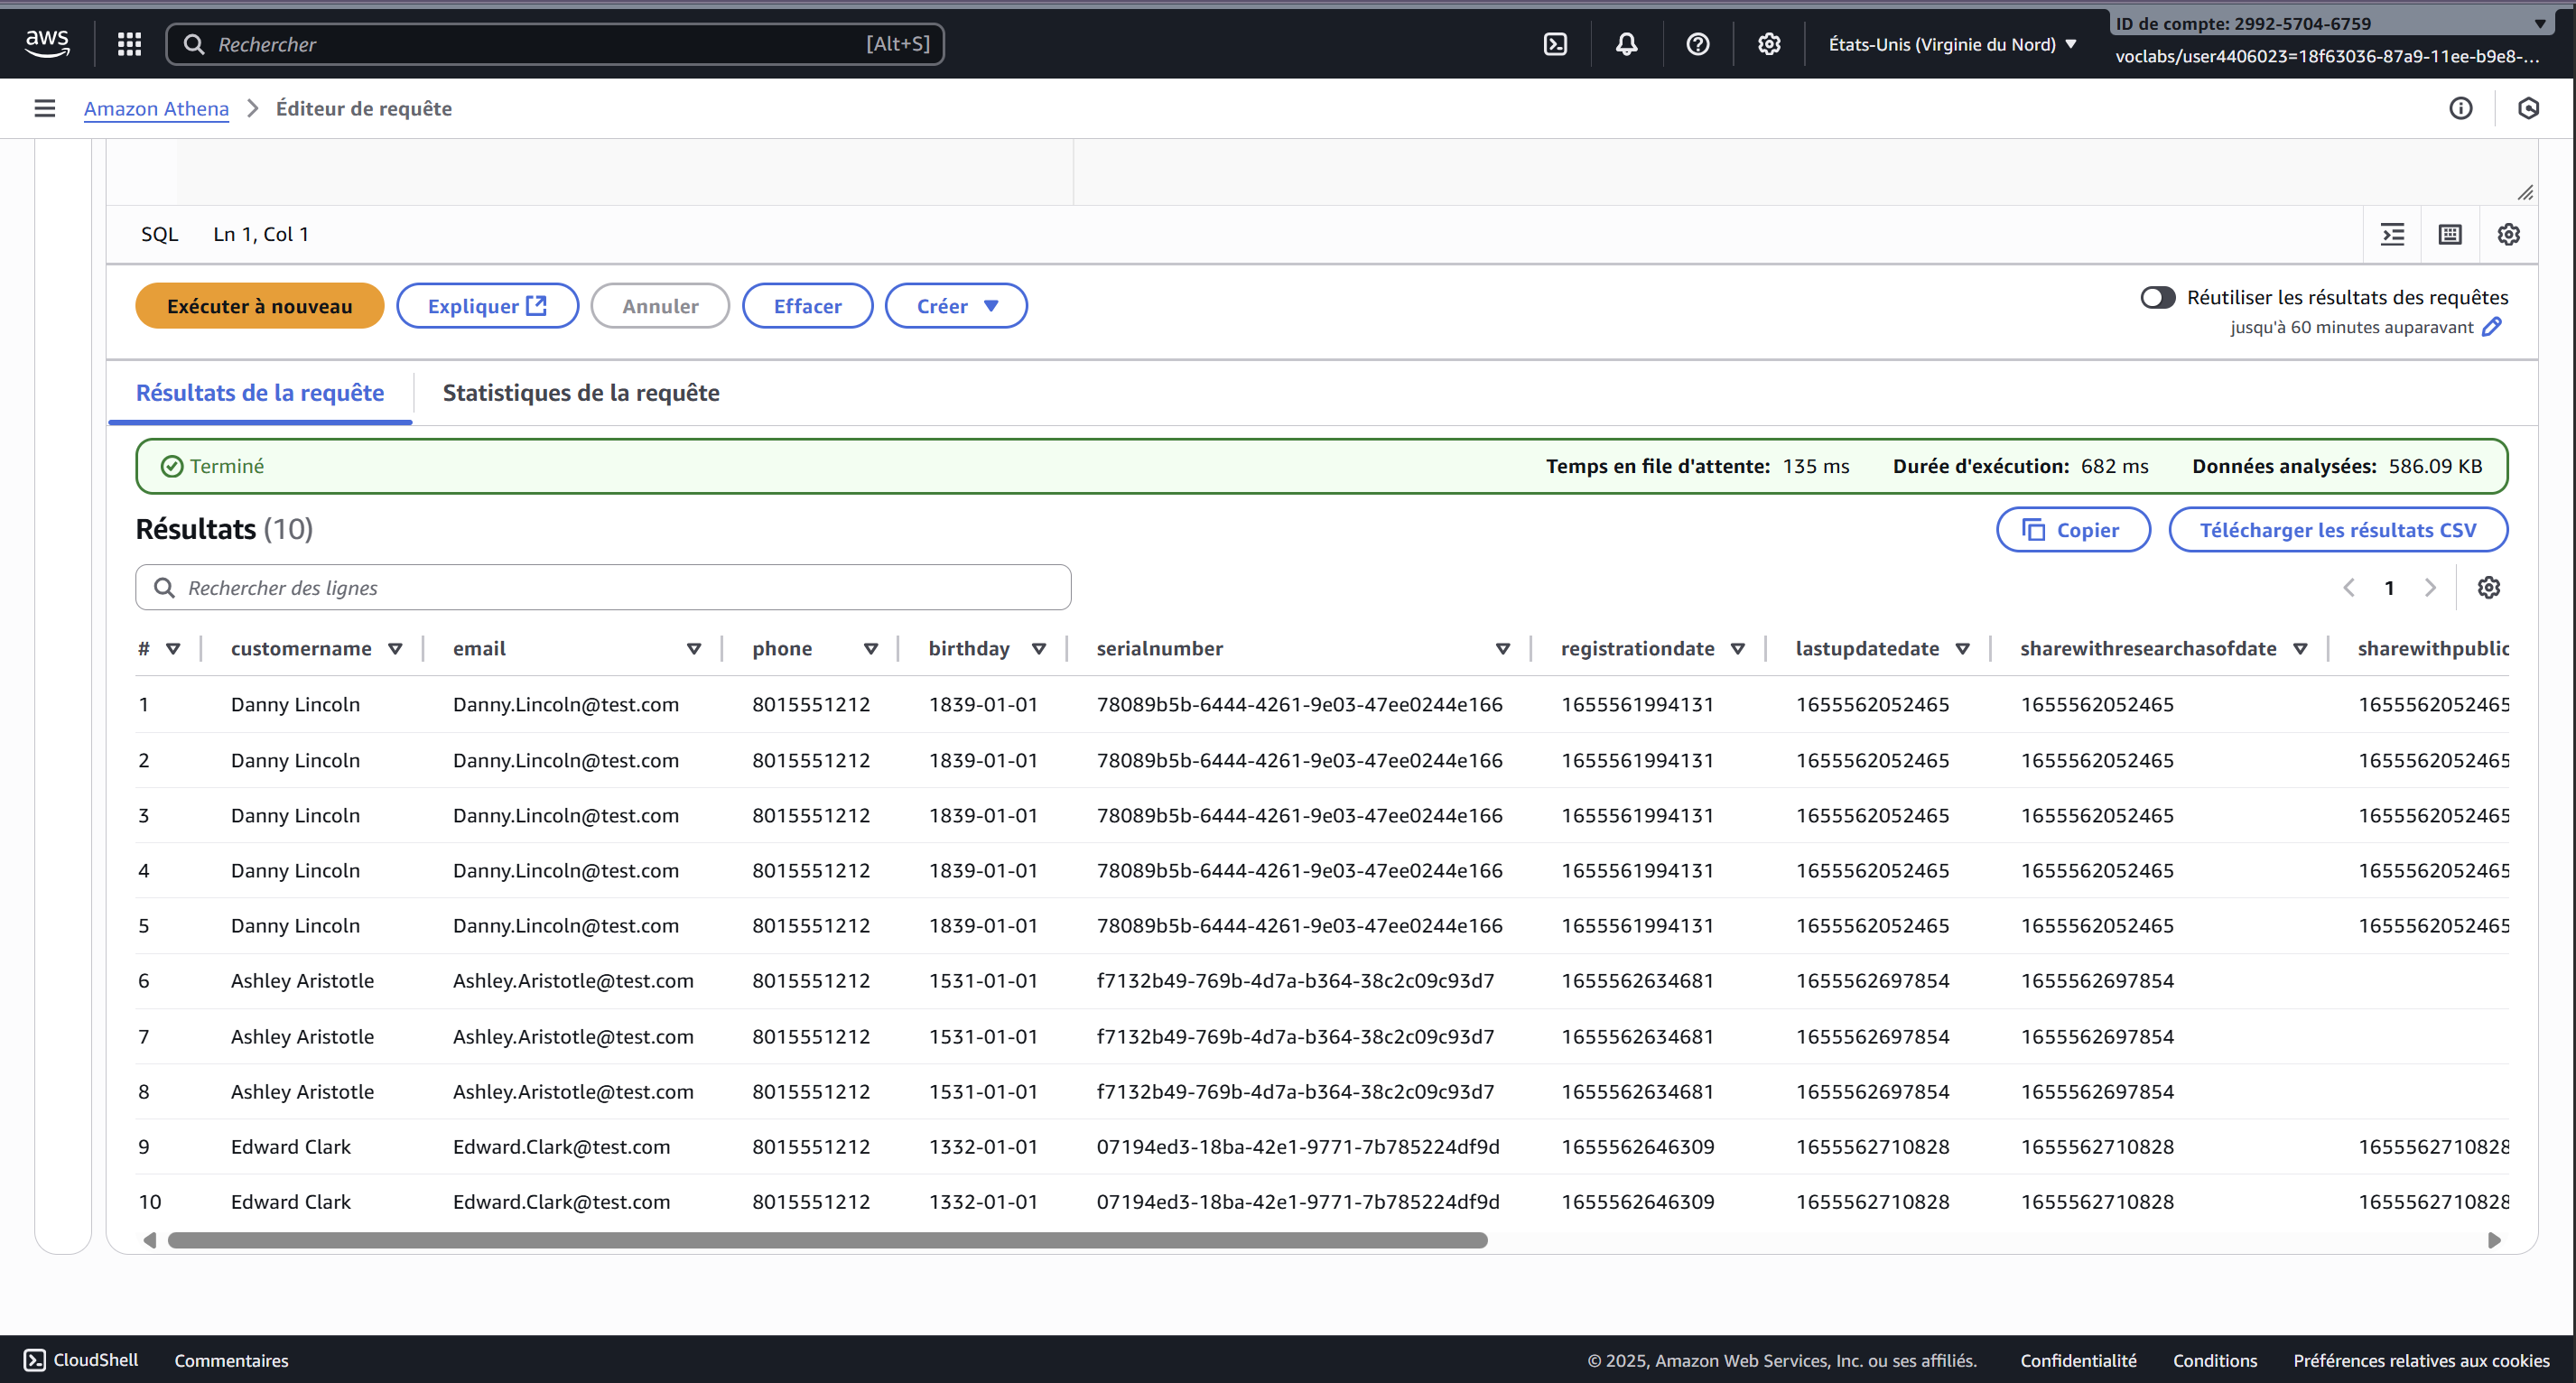 aws
Rechercher [Alt+S] États-Unis (Virginie du Nord) ID de compte: 2992-5704-6759
voclabs/user4406023=18f63036-87a9-11ee-b9e8-...
Amazon Athena > Éditeur de requête
SQL Ln 1, Col 1
Exécuter à nouveau Expliquer Annuler Effacer Créer Réutiliser les résultats des requêtes
jusqu'à 60 minutes auparavant
Résultats de la requête Statistiques de la requête
Terminé Temps en file d'attente: 135 ms Durée d'exécution: 682 ms Données analysées: 586.09 KB
Résultats (10) Copier Télécharger les résultats CSV
Rechercher des lignes 1
# customername email phone birthday serialnumber registrationdate lastupdatedate sharewithresearchasofdate sharewithpublic
1 Danny Lincoln Danny.Lincoln@test.com 8015551212 1839-01-01 78089b5b-6444-4261-9e03-47ee0244e166 1655561994131 1655562052465 1655562052465 1655562052465
2 Danny Lincoln Danny.Lincoln@test.com 8015551212 1839-01-01 78089b5b-6444-4261-9e03-47ee0244e166 1655561994131 1655562052465 1655562052465 1655562052465
3 Danny Lincoln Danny.Lincoln@test.com 8015551212 1839-01-01 78089b5b-6444-4261-9e03-47ee0244e166 1655561994131 1655562052465 1655562052465 1655562052465
4 Danny Lincoln Danny.Lincoln@test.com 8015551212 1839-01-01 78089b5b-6444-4261-9e03-47ee0244e166 1655561994131 1655562052465 1655562052465 1655562052465
5 Danny Lincoln Danny.Lincoln@test.com 8015551212 1839-01-01 78089b5b-6444-4261-9e03-47ee0244e166 1655561994131 1655562052465 1655562052465 1655562052465
6 Ashley Aristotle Ashley.Aristotle@test.com 8015551212 1531-01-01 f7132b49-769b-4d7a-b364-38c2c09c93d7 1655562634681 1655562697854 1655562697854
7 Ashley Aristotle Ashley.Aristotle@test.com 8015551212 1531-01-01 f7132b49-769b-4d7a-b364-38c2c09c93d7 1655562634681 1655562697854 1655562697854
8 Ashley Aristotle Ashley.Aristotle@test.com 8015551212 1531-01-01 f7132b49-769b-4d7a-b364-38c2c09c93d7 1655562634681 1655562697854 1655562697854
9 Edward Clark Edward.Clark@test.com 8015551212 1332-01-01 07194ed3-18ba-42e1-9771-7b785224df9d 1655562646309 1655562710828 1655562710828 1655562710828
10 Edward Clark Edward.Clark@test.com 8015551212 1332-01-01 07194ed3-18ba-42e1-9771-7b785224df9d 1655562646309 1655562710828 1655562710828 1655562710828
CloudShell Commentaires © 2025, Amazon Web Services, Inc. ou ses affiliés. Confidentialité Conditions Préférences relatives aux cookies